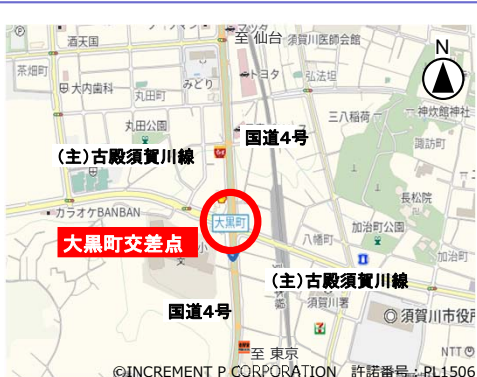 酒天国
至 仙台
須賀川医師会館
N
茶畑町
トヨタ
弘法坦
大内歯科
みどり
丸田町
三八稲荷
神炊館神社
丸田公園
国道4号
諏訪町
(主)古殿須賀川線
長松院
カラオケBANBAN
大黒町
加治町公園
大黒町交差点
八幡町
加治町
(主)古殿須賀川線
須賀川署
国道4号
須賀川市役所
至 東京
NTT
©INCREMENT P CORPORATION 許諾番号:PL1506